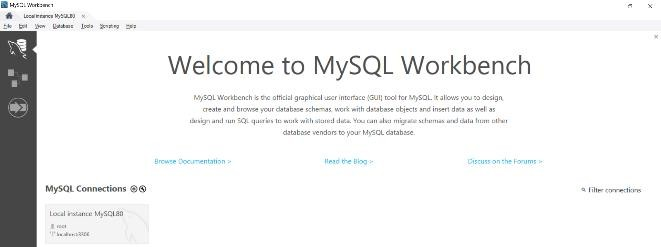 MySQL Workbench
Local instance MySQL80
File Edit View Database Tools Scripting Help
Welcome to MySQL Workbench
MySQL Workbench is the official graphical user interface (GUI) tool for MySQL. It allows you to design,
create and browse your database schemas, work with database objects and insert data as well as
design and run SQL queries to work with stored data. You can also migrate schemas and data from other
database vendors to your MySQL database.
Browse Documentation >
Read the Blog >
Discuss on the Forums >
MySQL Connections
Filter connections
Local instance MySQL80
root
localhost:3306